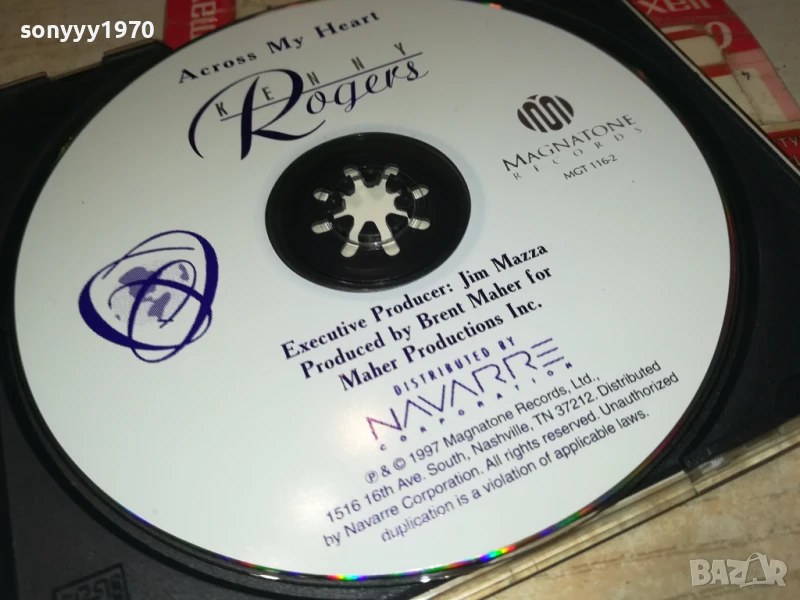 sonyyy1970
Across My Heart
KENNY
Rogers
MAGNATONE
RECORDS
MGT 116-2
Executive Producer: Jim Mazza
Produced by Brent Maher for
Maher Productions Inc.
DISTRIBUTED BY
NAVARRE
CORPORATION
℗ & © 1997 Magnatone Records, Ltd.,
1516 16th Ave. South, Nashville, TN 37212. Distributed
by Navarre Corporation. All rights reserved. Unauthorized
duplication is a violation of applicable laws.
BAZAR